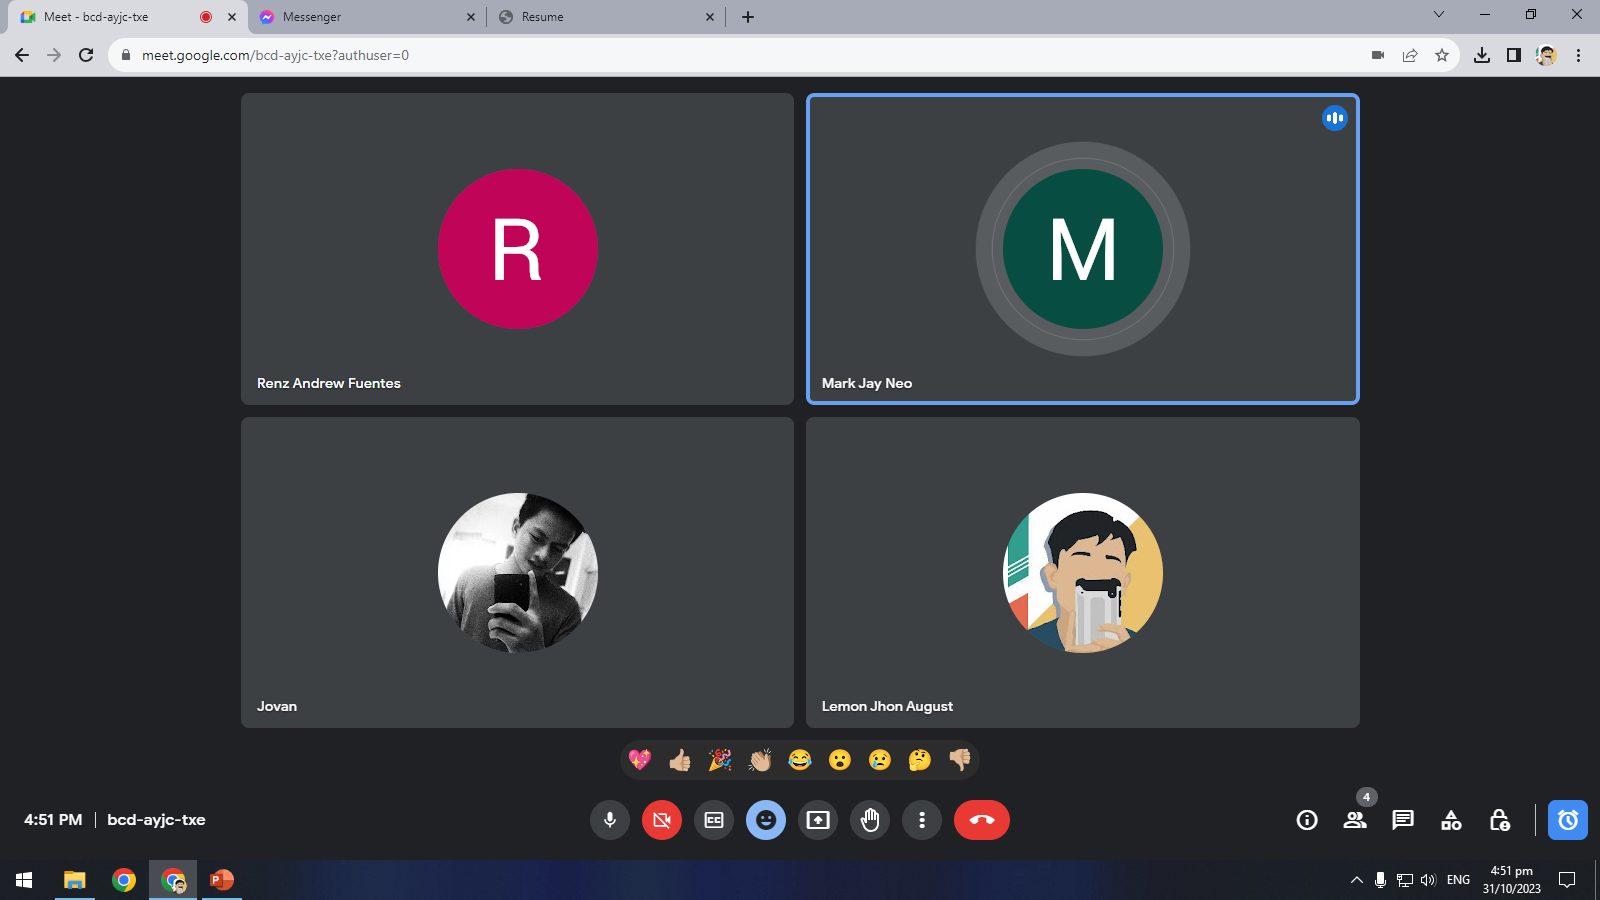 Meet - bcd-ayjc-txe
Messenger
Resume
meet.google.com/bcd-ayjc-txe?authuser=0
R
M
Renz Andrew Fuentes
Mark Jay Neo
Jovan
Lemon Jhon August
4:51 PM | bcd-ayjc-txe
CC
4
P
ENG
4:51 pm
31/10/2023